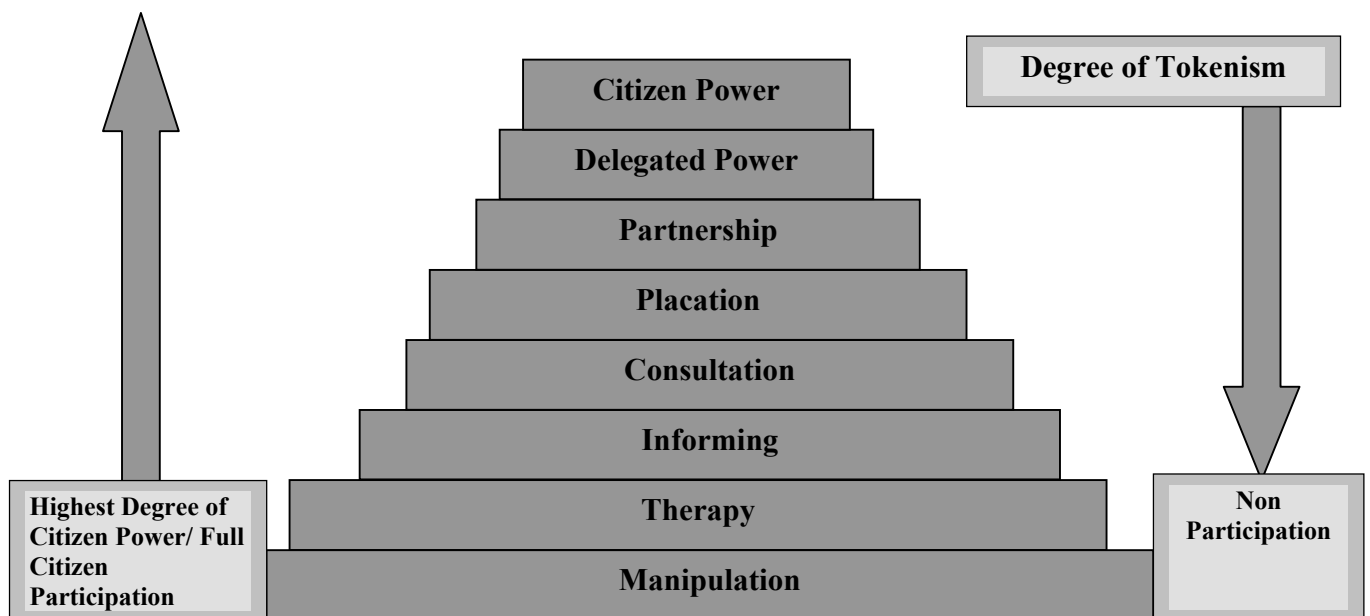 Citizen Power
Degree of Tokenism
Delegated Power
Partnership
Placation
Consultation
Informing
Therapy
Manipulation
Highest Degree of
Citizen Power/ Full
Citizen
Participation
Non
Participation